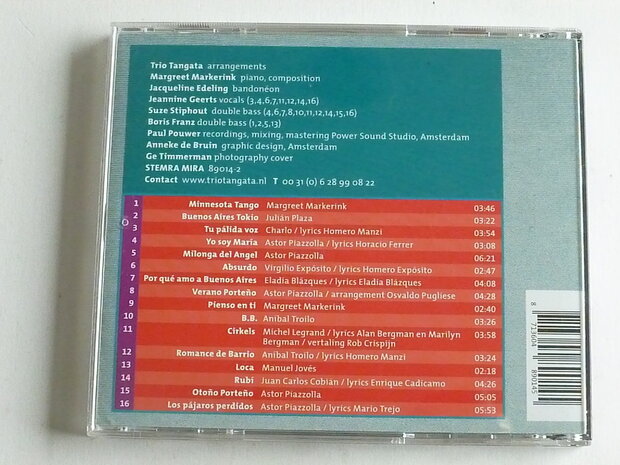 Trio Tangata arrangements
Margreet Markerink piano, composition
Jacqueline Edeling bandonéon
Jeannine Geerts vocals (3,4,6,7,11,12,14,16)
Suze Stiphout double bass (4,6,7,8,10,11,12,14,15,16)
Boris Franz double bass (1,2,5,13)
Paul Pouwer recordings, mixing, mastering Power Sound Studio, Amsterdam
Anneke de Bruin graphic design, Amsterdam
Ge Timmerman photography cover
STEMRA MIRA 89014-2
Contact www.triotangata.nl T 00 31 (0) 6 28 99 08 22
1 Minnesota Tango Margreet Markerink 03:46
2 Buenos Aires Tokio Julián Plaza 03:22
3 Tu pálida voz Charlo / lyrics Homero Manzi 03:54
4 Yo soy María Astor Piazzolla / lyrics Horacio Ferrer 03:08
5 Milonga del Angel Astor Piazzolla 06:21
6 Absurdo Virgilio Expósito / lyrics Homero Expósito 02:47
7 Por qué amo a Buenos Aires Eladia Blázques / lyrics Eladia Blázques 04:08
8 Verano Porteño Astor Piazzolla / arrangement Osvaldo Pugliese 04:28
9 Pienso en ti Margreet Markerink 02:40
10 B.B. Aníbal Troilo 03:26
11 Cirkels Michel Legrand / lyrics Alan Bergman en Marilyn 03:58
Bergman / vertaling Rob Crispijn
12 Romance de Barrio Aníbal Troilo / lyrics Homero Manzi 03:24
13 Loca Manuel Jovés 02:18
14 Rubí Juan Carlos Cobián / lyrics Enrique Cadicamo 04:26
15 Otoño Porteño Astor Piazzolla 05:05
16 Los pájaros perdidos Astor Piazzolla / lyrics Mario Trejo 05:53
8 713604 890145